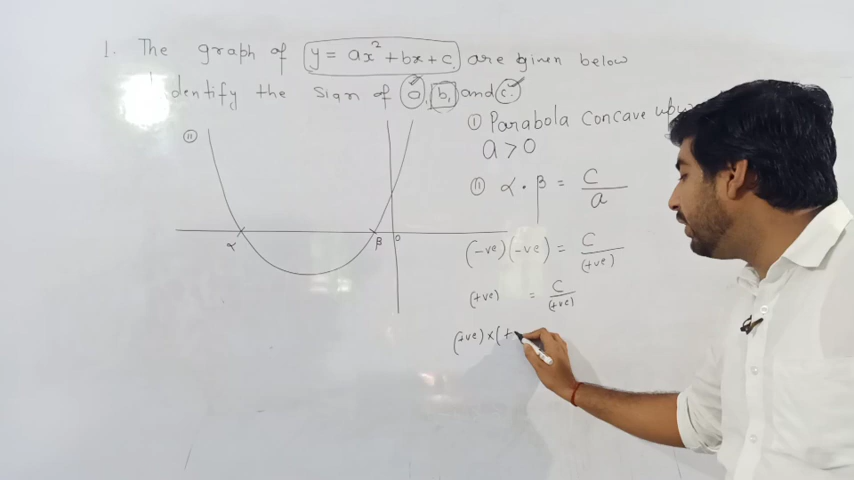 1. The graph of y = ax² + bx + c are given below
Identify the sign of a, b, and c.
(ii)
α β 0
(i) Parabola concave
a > 0
(ii) α · β = c/a
(-ve)(-ve) = c/(+ve)
(+ve) = c/(+ve)
(+ve)×(+